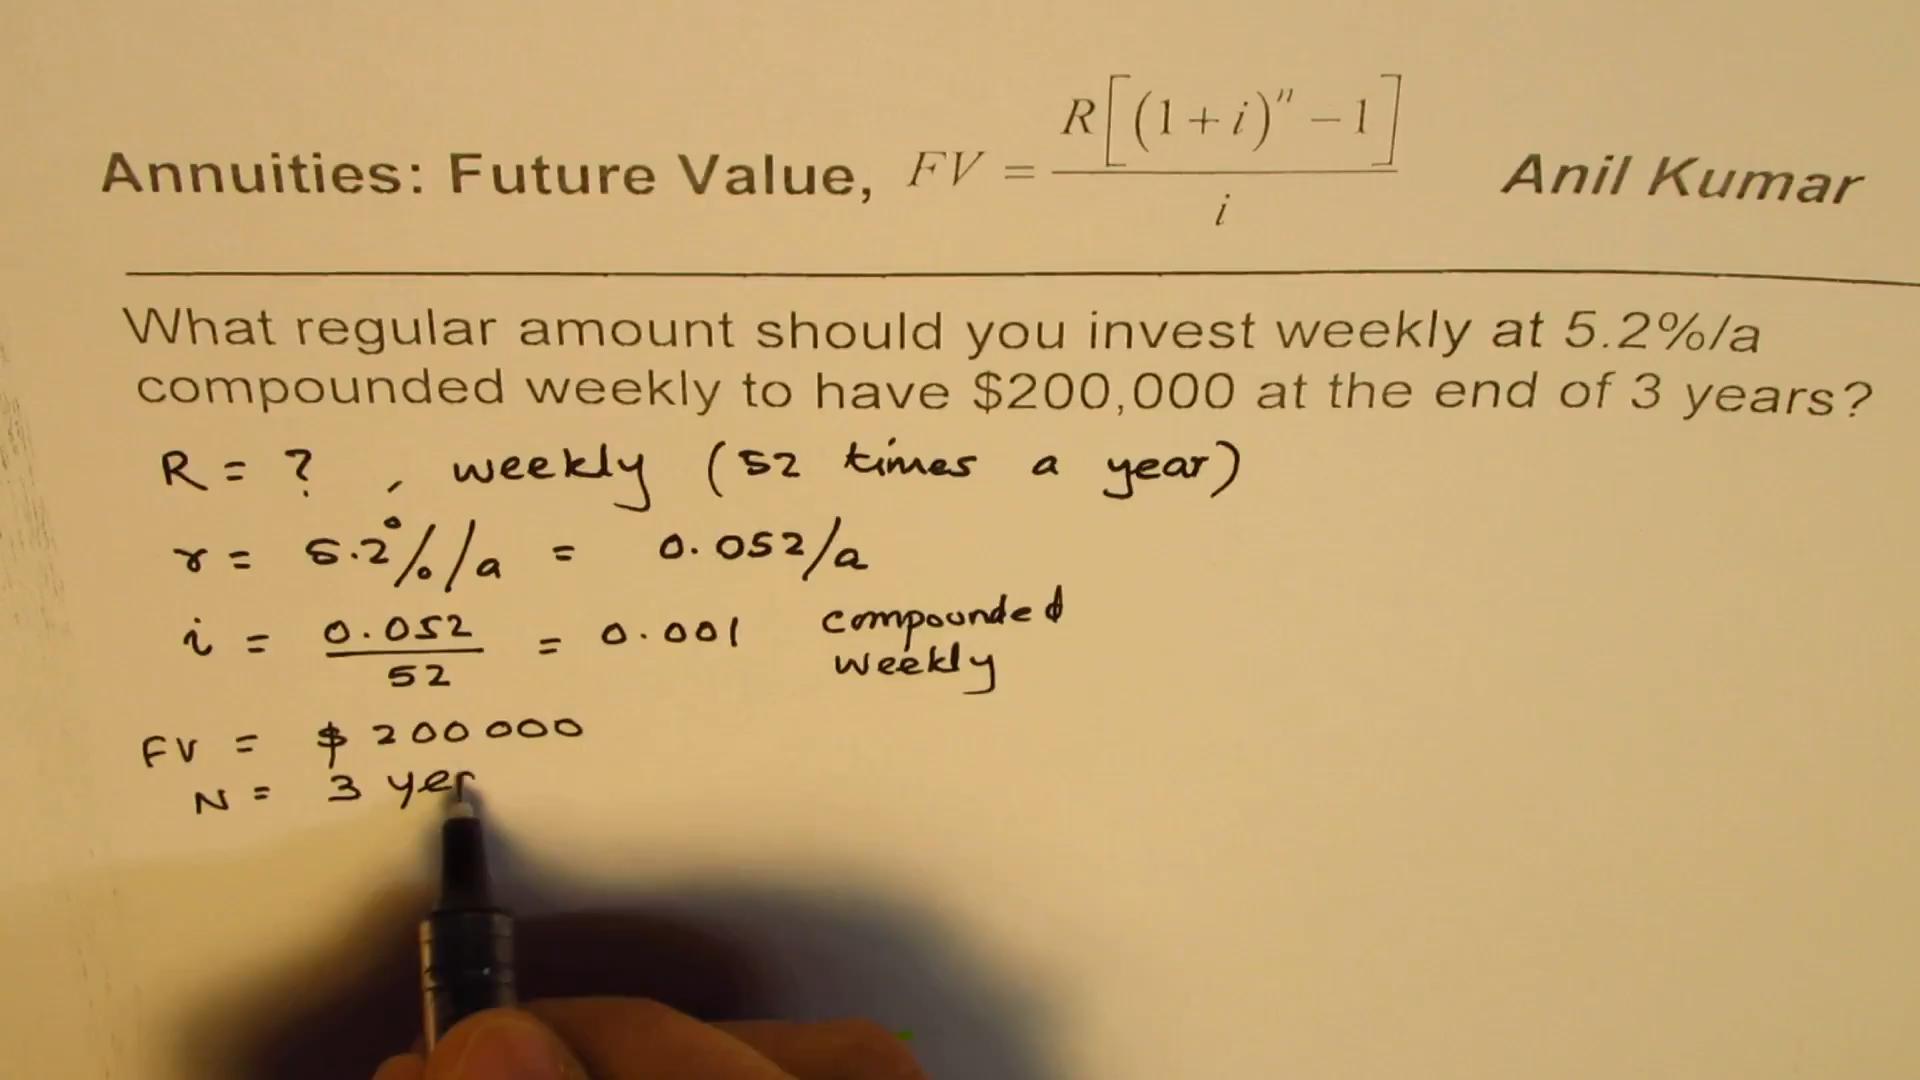 Annuities: Future Value, FV = R[(1+i)^n − 1] / i Anil Kumar
What regular amount should you invest weekly at 5.2%/a
compounded weekly to have $200,000 at the end of 3 years?
R = ? , weekly (52 times a year)
r = 5.2%/a = 0.052/a
i = 0.052/52 = 0.001 compounded weekly
FV = $ 200 000
N = 3 yer